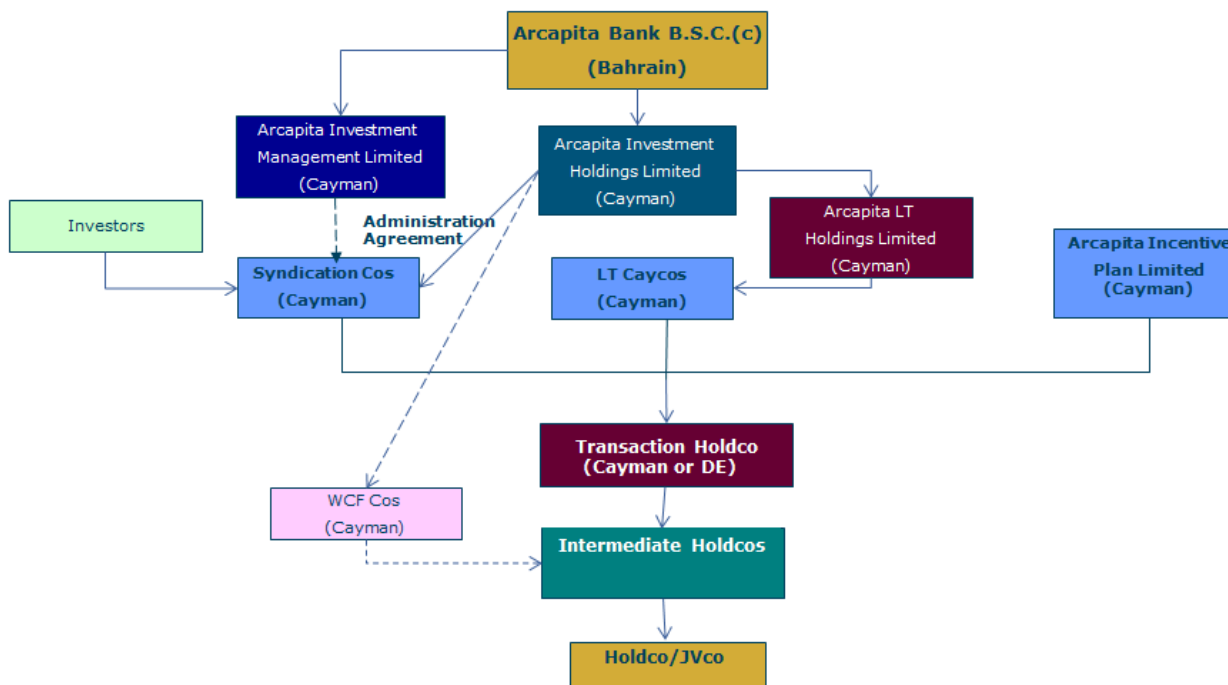 Arcapita Bank B.S.C.(c)
(Bahrain)
Arcapita Investment
Management Limited
(Cayman)
Arcapita Investment
Holdings Limited
(Cayman)
Investors
Administration
Agreement
Arcapita LT
Holdings Limited
(Cayman)
Arcapita Incentive
Plan Limited
(Cayman)
Syndication Cos
(Cayman)
LT Caycos
(Cayman)
Transaction Holdco
(Cayman or DE)
WCF Cos
(Cayman)
Intermediate Holdcos
Holdco/JVco